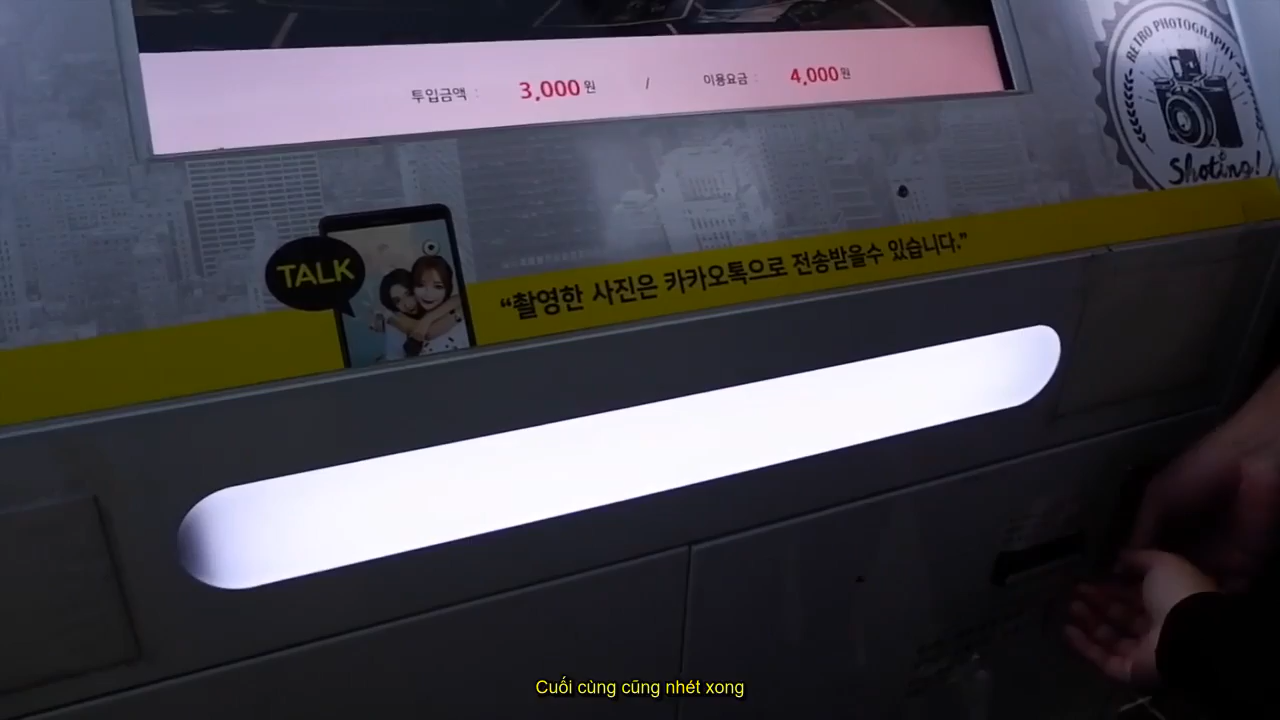 투입금액 : 3,000원 / 이용요금 : 4,000원
RETRO PHOTOGRAPHY
Shoting!
TALK
“촬영한 사진은 카카오톡으로 전송받을수 있습니다.”
Cuối cùng cũng nhét xong